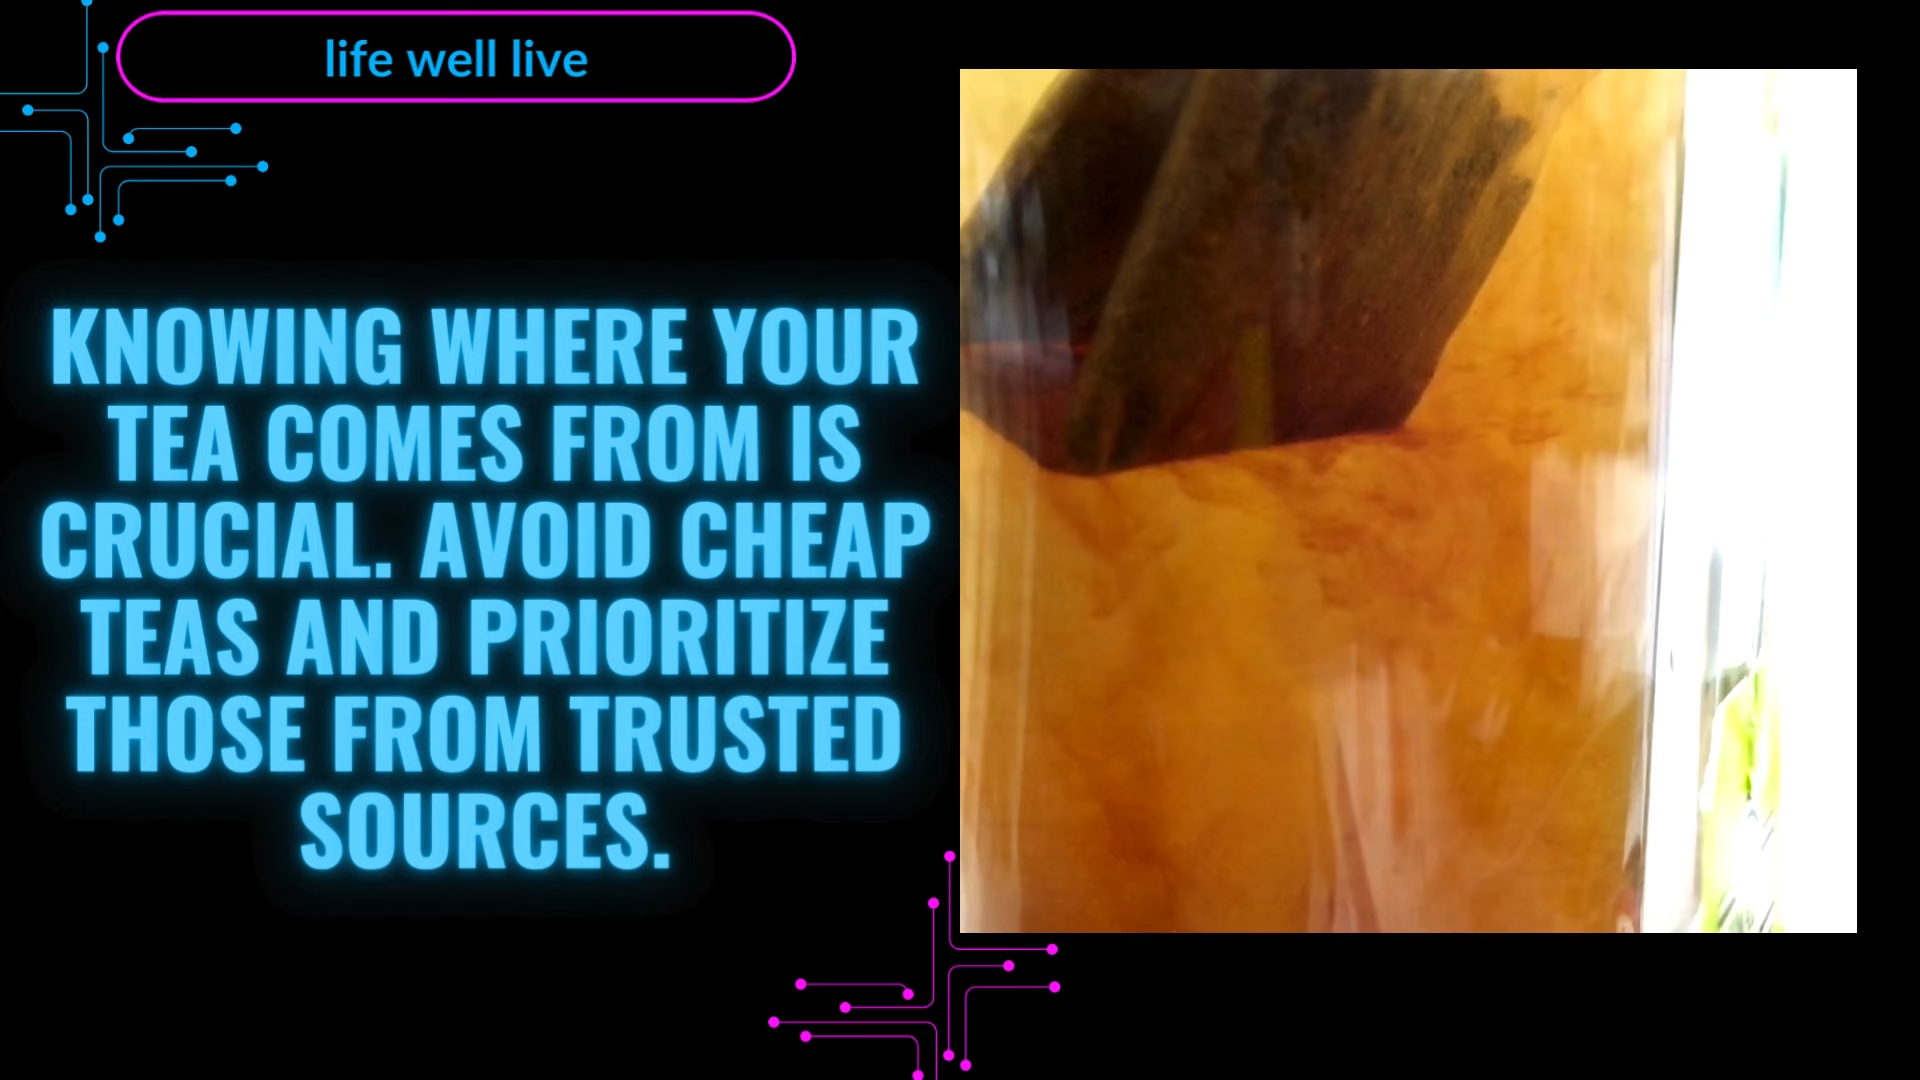 life well live
KNOWING WHERE YOUR
TEA COMES FROM IS
CRUCIAL. AVOID CHEAP
TEAS AND PRIORITIZE
THOSE FROM TRUSTED
SOURCES.